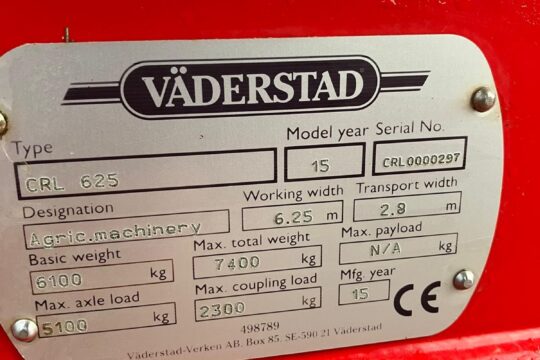 VÄDERSTAD
Type Model year Serial No.
CRL 625 15 CRL0000297
Designation Working width Transport width
Agric.machinery 6.25 m 2.8 m
Basic weight Max. total weight Max. payload
6100 kg 7400 kg N/A kg
Max. axle load Max. coupling load Mfg. year
5100 kg 2300 kg 15 CE
498789
Väderstad-Verken AB. Box 85. SE-590 21 Väderstad